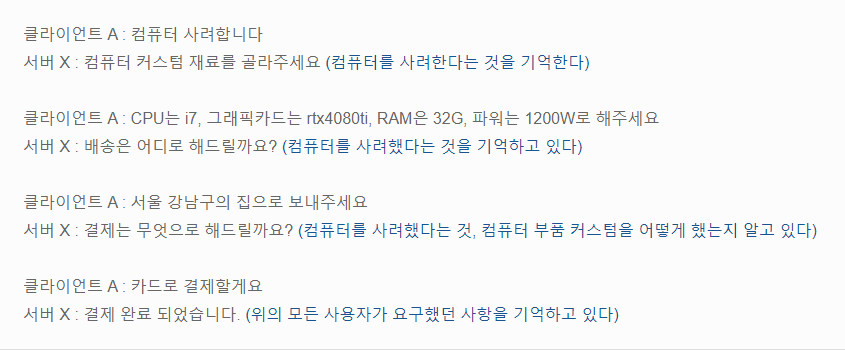 클라이언트 A : 컴퓨터 사려합니다
서버 X : 컴퓨터 커스텀 재료를 골라주세요 (컴퓨터를 사려한다는 것을 기억한다)
클라이언트 A : CPU는 i7, 그래픽카드는 rtx4080ti, RAM은 32G, 파워는 1200W로 해주세요
서버 X : 배송은 어디로 해드릴까요? (컴퓨터를 사려했다는 것을 기억하고 있다)
클라이언트 A : 서울 강남구의 집으로 보내주세요
서버 X : 결제는 무엇으로 해드릴까요? (컴퓨터를 사려했다는 것, 컴퓨터 부품 커스텀을 어떻게 했는지 알고 있다)
클라이언트 A : 카드로 결제할게요
서버 X : 결제 완료 되었습니다. (위의 모든 사용자가 요구했던 사항을 기억하고 있다)